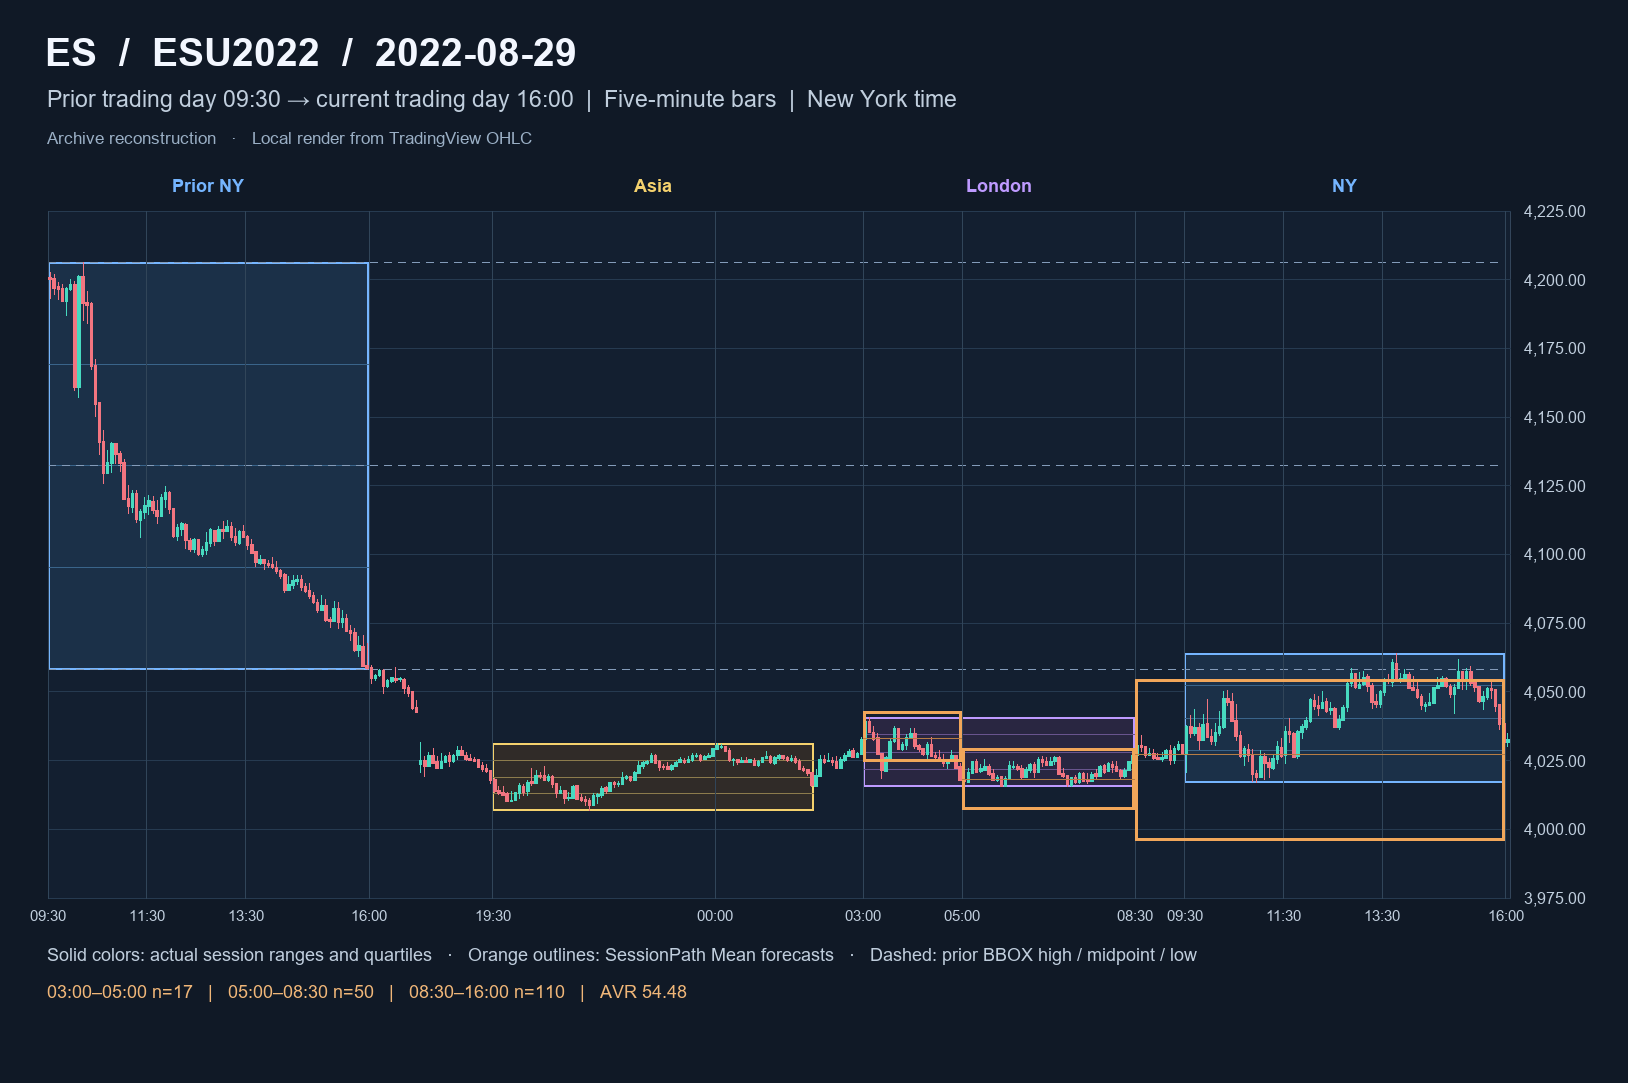 ES / ESU2022 / 2022-08-29
Prior trading day 09:30 → current trading day 16:00 | Five-minute bars | New York time
Archive reconstruction · Local render from TradingView OHLC
Prior NY Asia London NY
4,225.00
4,200.00
4,175.00
4,150.00
4,125.00
4,100.00
4,075.00
4,050.00
4,025.00
4,000.00
3,975.00
09:30 11:30 13:30 16:00 19:30 00:00 03:00 05:00 08:30 09:30 11:30 13:30 16:00
Solid colors: actual session ranges and quartiles · Orange outlines: SessionPath Mean forecasts · Dashed: prior BBOX high / midpoint / low
03:00–05:00 n=17 | 05:00–08:30 n=50 | 08:30–16:00 n=110 | AVR 54.48